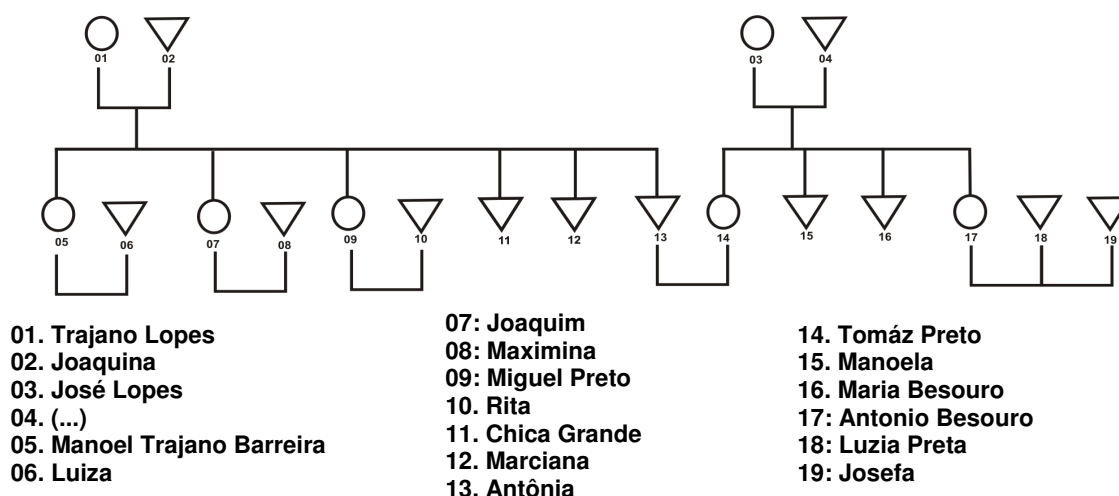 01 02 03 04
05 06 07 08 09 10 11 12 13 14 15 16 17 18 19
01. Trajano Lopes
02. Joaquina
03. José Lopes
04. (...)
05. Manoel Trajano Barreira
06. Luiza
07: Joaquim
08: Maximina
09: Miguel Preto
10. Rita
11. Chica Grande
12. Marciana
13. Antônia
14. Tomáz Preto
15. Manoela
16. Maria Besouro
17: Antonio Besouro
18: Luzia Preta
19: Josefa